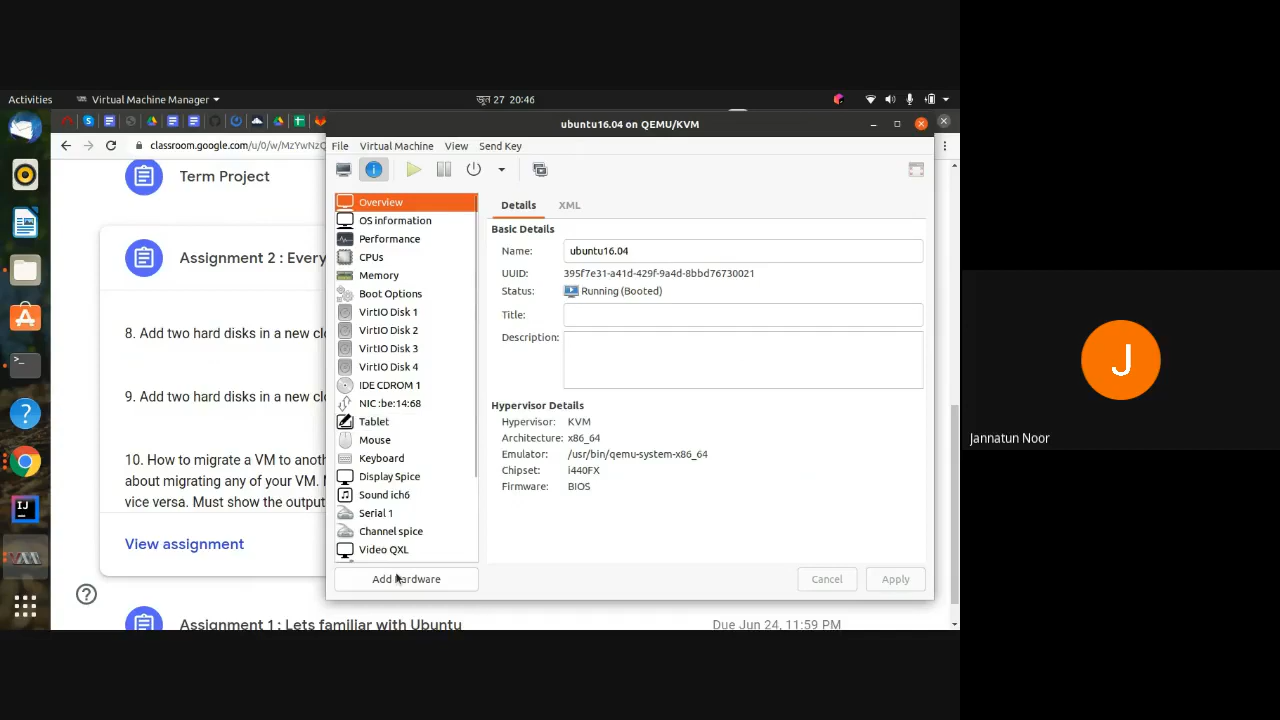 Activities
Virtual Machine Manager
जून 27 20:46
ubuntu16.04 on QEMU/KVM
classroom.google.com/u/0/w/MzYwNzQ
File Virtual Machine View Send Key
Term Project
Assignment 2 : Every
8. Add two hard disks in a new clo
9. Add two hard disks in a new clo
10. How to migrate a VM to anoth
about migrating any of your VM.
vice versa. Must show the output
View assignment
Assignment 1 : Lets familiar with Ubuntu
Due Jun 24, 11:59 PM
Overview
OS information
Performance
CPUs
Memory
Boot Options
VirtIO Disk 1
VirtIO Disk 2
VirtIO Disk 3
VirtIO Disk 4
IDE CDROM 1
NIC :be:14:68
Tablet
Mouse
Keyboard
Display Spice
Sound ich6
Serial 1
Channel spice
Video QXL
Add Hardware
Details XML
Basic Details
Name: ubuntu16.04
UUID: 395f7e31-a41d-429f-9a4d-8bbd76730021
Status: Running (Booted)
Title:
Description:
Hypervisor Details
Hypervisor: KVM
Architecture: x86_64
Emulator: /usr/bin/qemu-system-x86_64
Chipset: i440FX
Firmware: BIOS
Cancel Apply
J
Jannatun Noor